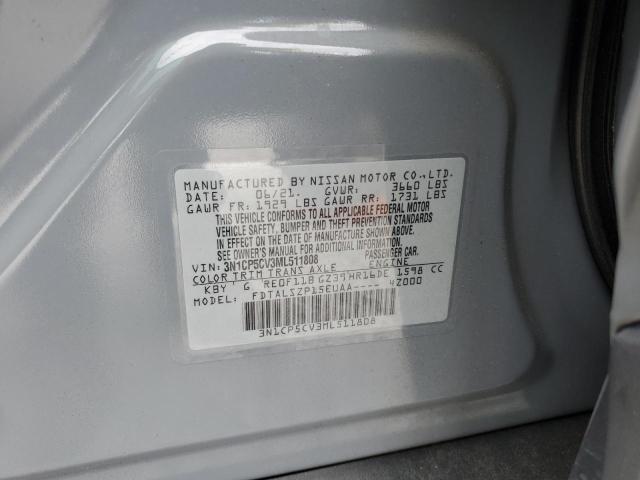 MANUFACTURED BY NISSAN MOTOR CO.,LTD.
DATE: 06/21. GVWR: 3660 LBS
GAWR FR: 1929 LBS GAWR RR: 1731 LBS
THIS VEHICLE CONFORMS TO ALL APPLICABLE FEDERAL MOTOR
VEHICLE SAFETY, BUMPER AND THEFT PREVENTION STANDARDS
IN EFFECT ON THE DATE OF MANUFACTURE SHOWN ABOVE.
SEE OWNER'S MANUAL FOR ADDITIONAL INFORMATION.
VIN: 3N1CP5CV3ML511808 PASSENGER CAR.
COLOR TRIM TRANS AXLE ENGINE
KBY G RE0F11B GZ39 HR16DE 1598 CC
FDTALSZP15EUAA---- 4Z000
3N1CP5CV3ML511808